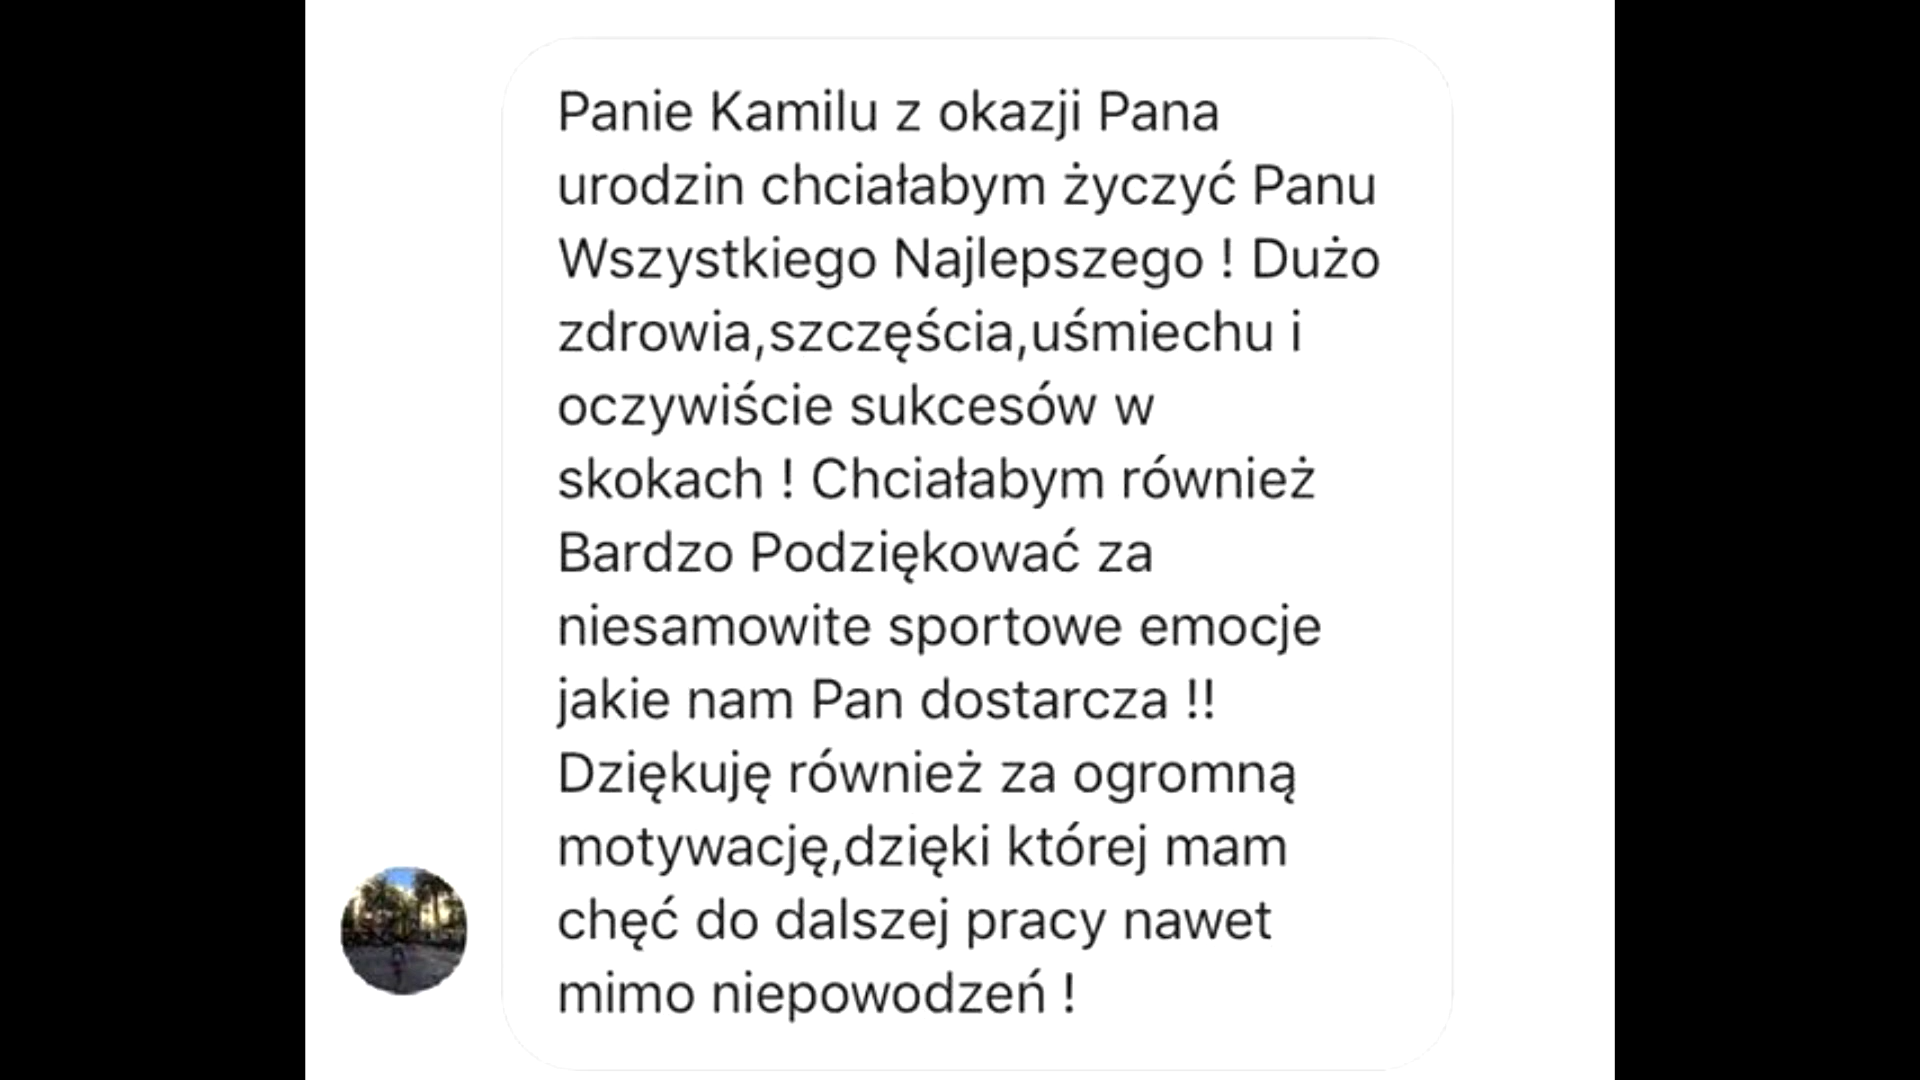 Panie Kamilu z okazji Pana
urodzin chciałabym życzyć Panu
Wszystkiego Najlepszego ! Dużo
zdrowia,szczęścia,uśmiechu i
oczywiście sukcesów w
skokach ! Chciałabym również
Bardzo Podziękować za
niesamowite sportowe emocje
jakie nam Pan dostarcza !!
Dziękuję również za ogromną
motywację,dzięki której mam
chęć do dalszej pracy nawet
mimo niepowodzeń !